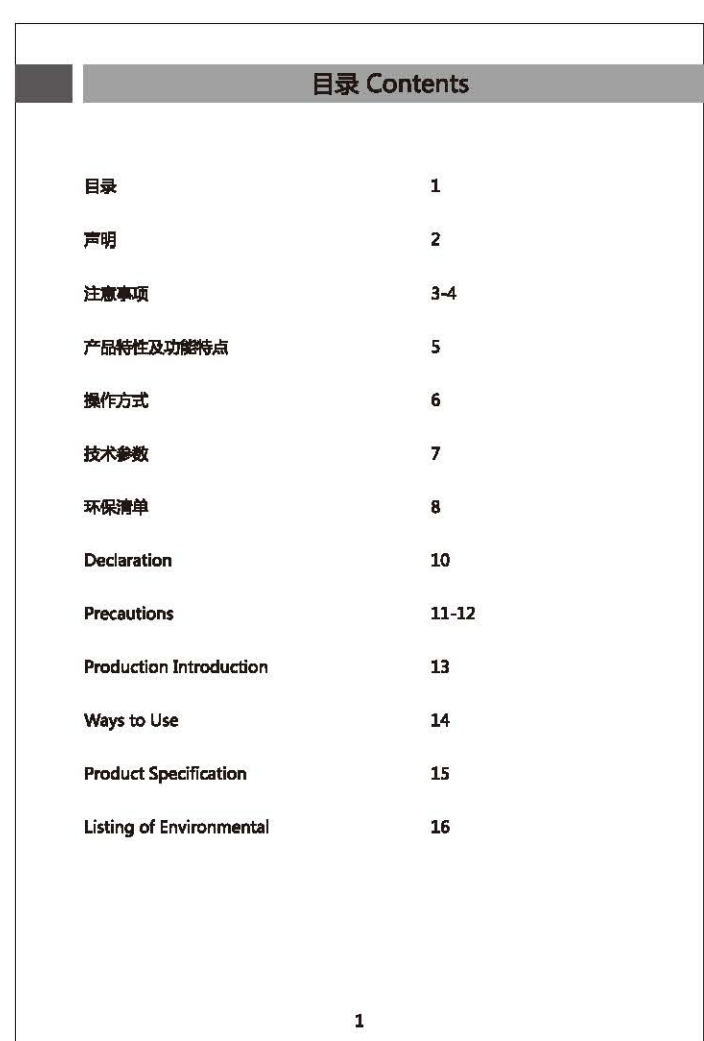 目录 Contents
目录 1
声明 2
注意事项 3-4
产品特性及功能特点 5
操作方式 6
技术参数 7
环保清单 8
Declaration 10
Precautions 11-12
Production Introduction 13
Ways to Use 14
Product Specification 15
Listing of Environmental 16
1